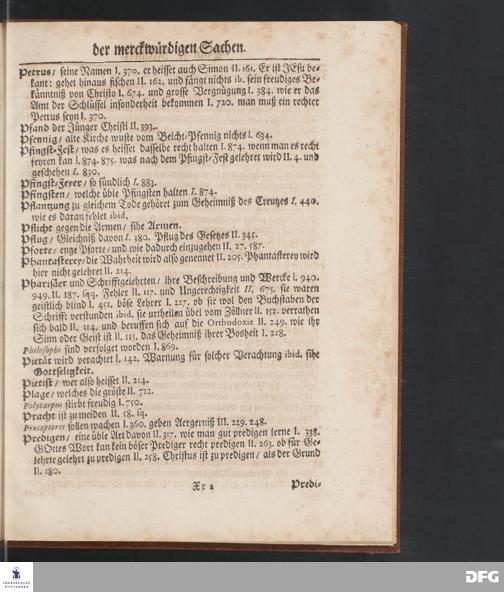 der merckwürdigen Sachen.
Petrus/ seine Namen I. 370. er heisset auch Simon II. 161. Er ist JEsu be-
kant: gehet hinaus fischen II. 162. und fängt nichts ib. sein freudiges Be-
käntniß von Christo I. 674. und grosse Vergnügung I. 384. wie er das
Amt der Schlüssel insonderheit bekommen I. 720. man muß ein rechter
Petrus seyn I. 370.
Pfand der Jünger Christi II. 393.
Pfennig/ alte Kirche wuste vom Beicht-Pfennig nichts I. 634.
Pfingst-Fest/ was es heisset dasselbe recht halten I. 874. wenn man es recht
feyren kan I. 874. 875. was nach dem Pfingst-Fest gelehret wird II. 4. und
geschehen I. 830.
Pfingst-Feyer/ so sündlich I. 883.
Pfingsten/ welche üble Pfingsten halten I. 874.
Pflantzung zu gleichem Tode gehöret zum Geheimniß des Creutzes I. 440.
wie es daran fehlet ibid.
Pflicht gegen die Armen/ sihe Armen.
Pflug/ Gleichniß davon I. 380. Pflug des Gesetzes II. 345.
Pforte/ enge Pforte/ und wie dadurch einzugehen II. 27. 587.
Phantasterey/ die Wahrheit wird also genennet II. 205. Phantasterey wird
hier nicht gelehret II. 214.
Pharisäer und Schrifftgelehrten/ ihre Beschreibung und Wercke I. 940.
949. II. 187. sqq. Fehler II. 117. und Ungerechtigkeit II, 675. sie waren
geistlich blind I. 451. böse Kehrer I. 227. ob sie wol den Buchstaben der
Schrifft verstunden ibid. sie urtheilen übel vom Zöllner II. 152. verrathen
sich bald II. 114. und beruffen sich auf die Orthodoxie II. 249. wie ihr
Sinn oder Geist ist II. 115. das Geheimniß ihrer Bosheit I. 228.
Philosophi sind verfolget worden I. 869.
Pietät wird verachtet I. 142. Warnung für solcher Verachtung ibid. sihe
Gottseligkeit.
Pietist/ wer also heisset II. 214.
Plage/ welches die gröste II. 712.
Polycarpus stirbt freudig I. 750.
Pracht ist zu meiden II. 58. sq.
Præceptores sollen wachen I. 360. geben Aergerniß III. 229. 248.
Predigen/ eine üble Art davon II. 317. wie man gut predigen lerne I. 338.
GOttes Wort kan kein böser Prediger recht predigen II. 263. ob für Ge-
lehrte gelehrt zu predigen II. 258. Christus ist zu predigen/ als der Grund
II. 180.
Xx 2 Predi-
FRANCKESCHE
STIFTUNGEN
DFG